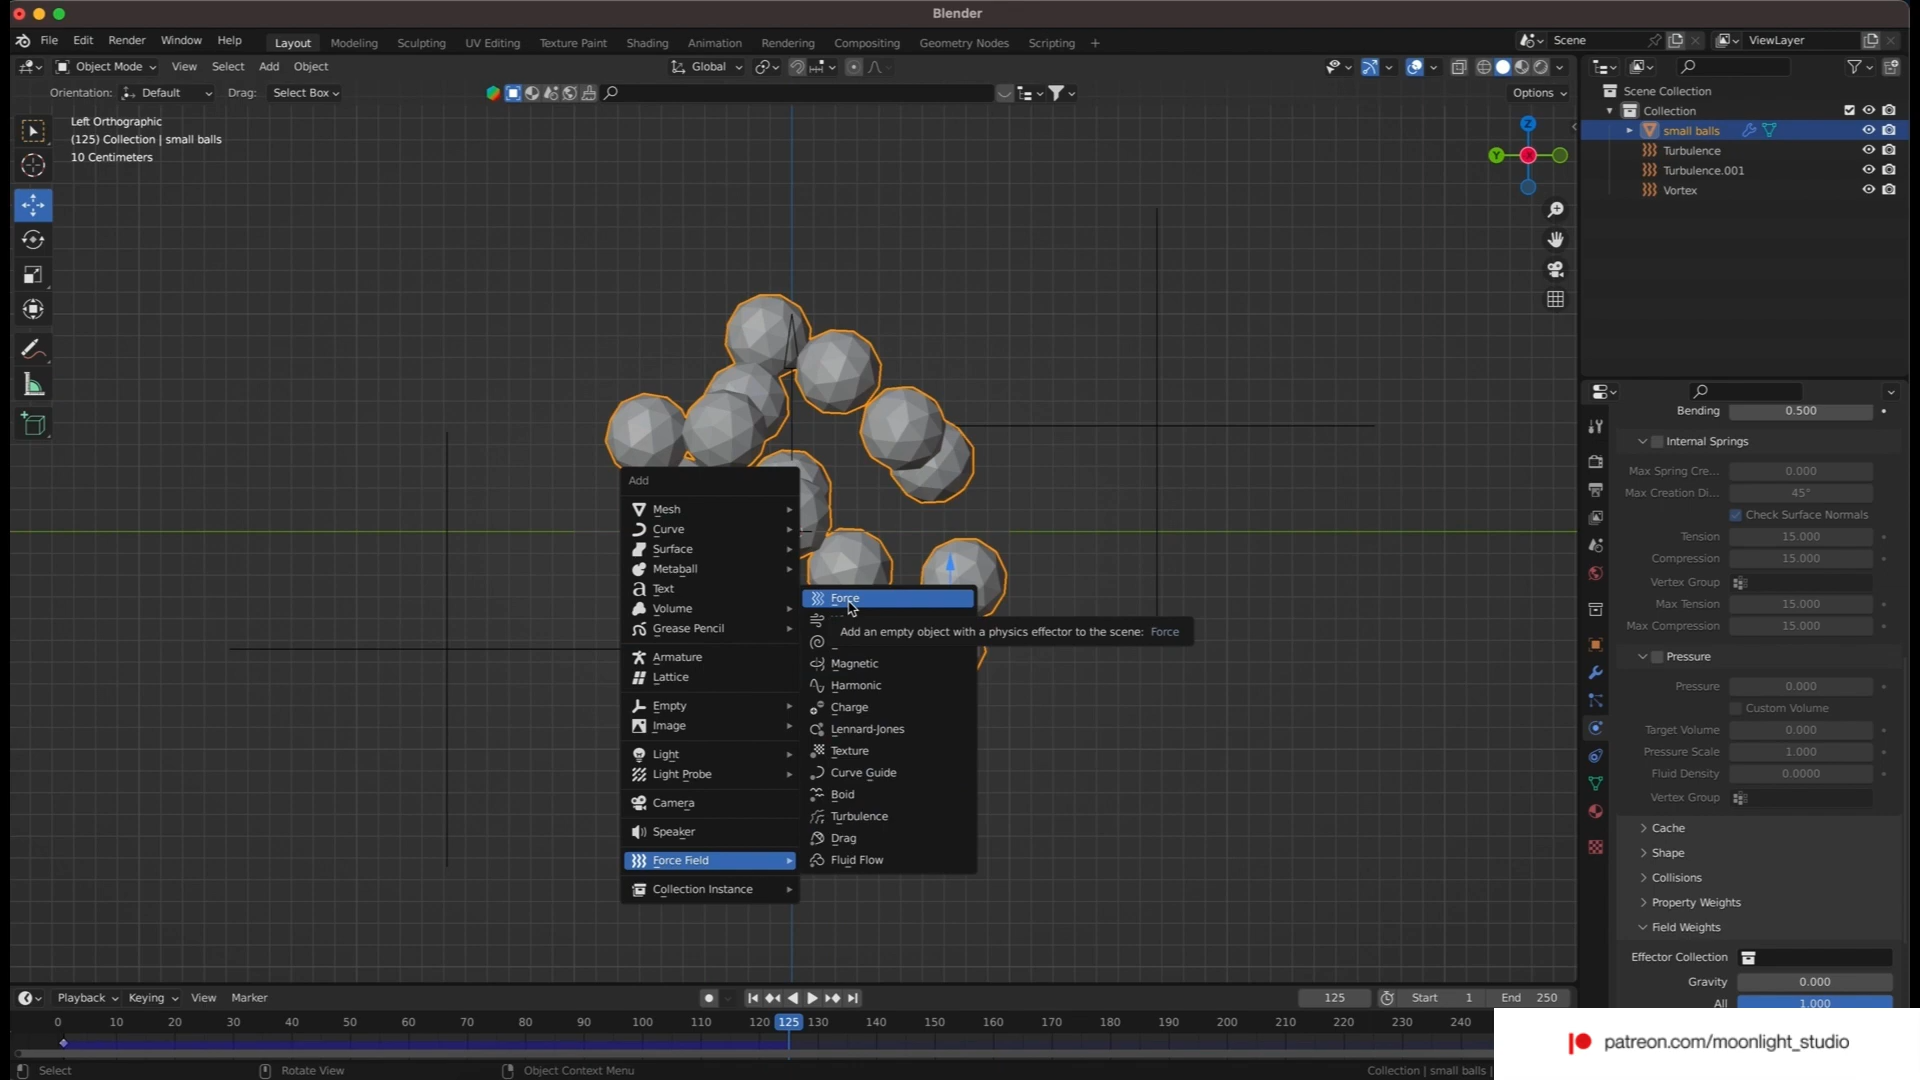 Blender
File Edit Render Window Help
Layout Modeling Sculpting UV Editing Texture Paint Shading Animation Rendering Compositing Geometry Nodes Scripting +
Scene
ViewLayer
Object Mode View Select Add Object
Global
Orientation: Default Drag: Select Box
Options
Left Orthographic
(125) Collection | small balls
10 Centimeters
Z
Y
Scene Collection
Collection
small balls
Turbulence
Turbulence.001
Vortex
Add
Mesh
Curve
Surface
Metaball
Text
Volume
Grease Pencil
Armature
Lattice
Empty
Image
Light
Light Probe
Camera
Speaker
Force Field
Collection Instance
Force
Add an empty object with a physics effector to the scene: Force
Magnetic
Harmonic
Charge
Lennard-Jones
Texture
Curve Guide
Boid
Turbulence
Drag
Fluid Flow
Bending 0.500
Internal Springs
Max Spring Cre... 0.000
Max Creation Di... 45°
Check Surface Normals
Tension 15.000
Compression 15.000
Vertex Group
Max Tension 15.000
Max Compression 15.000
Pressure
Pressure 0.000
Custom Volume
Target Volume 0.000
Pressure Scale 1.000
Fluid Density 0.0000
Vertex Group
Cache
Shape
Collisions
Property Weights
Field Weights
Effector Collection
Gravity 0.000
All 1.000
Playback Keying View Marker
125 Start 1 End 250
0 10 20 30 40 50 60 70 80 90 100 110 120 125 130 140 150 160 170 180 190 200 210 220 230 240
Select Rotate View Object Context Menu
Collection | small balls |
patreon.com/moonlight_studio